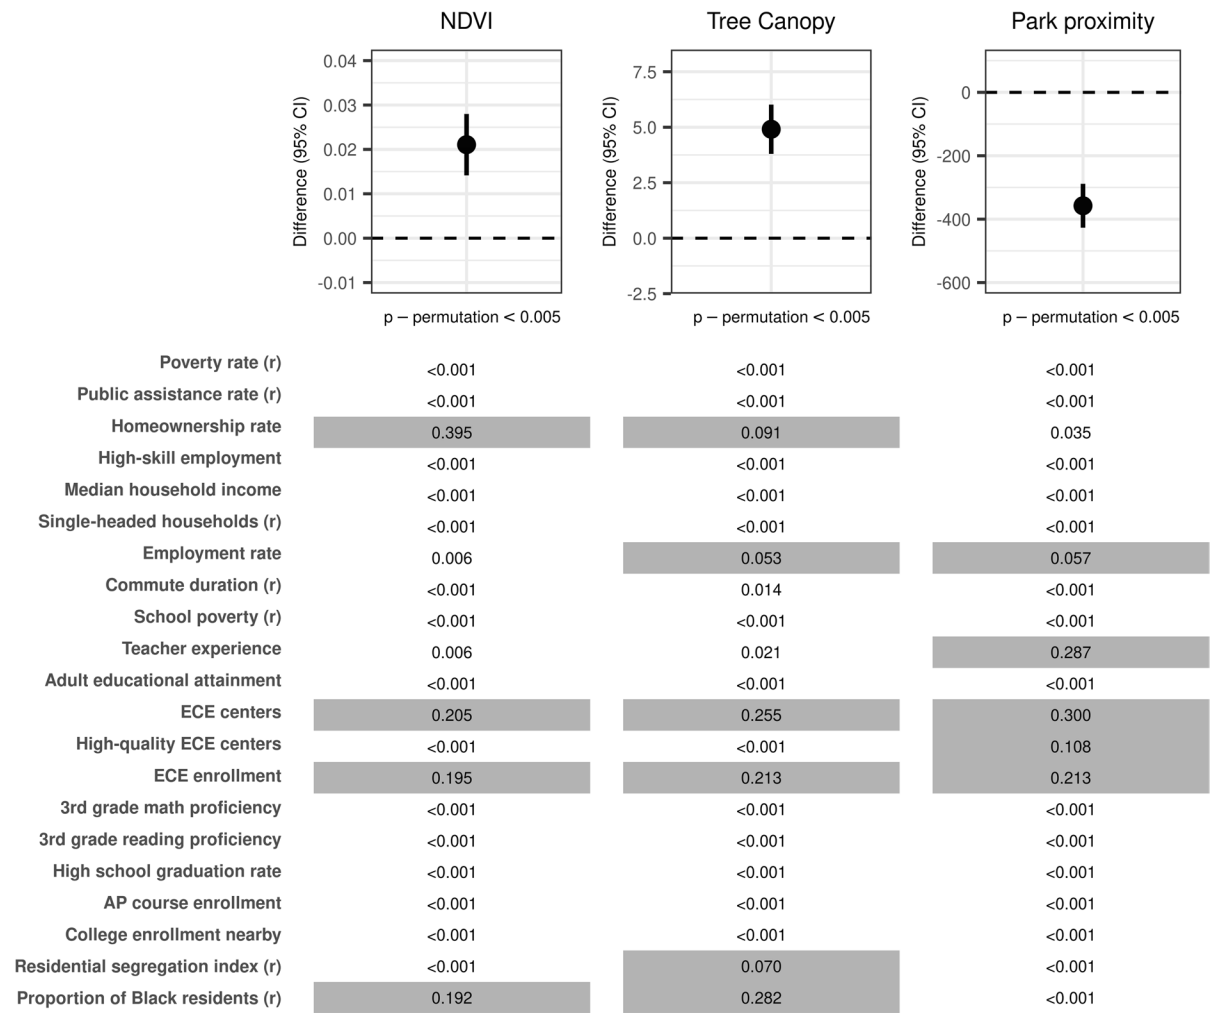 NDVI Tree Canopy Park proximity
Difference (95% CI)
0.04
0.03
0.02
0.01
0.00
-0.01
p − permutation < 0.005
Difference (95% CI)
7.5
5.0
2.5
0.0
-2.5
p − permutation < 0.005
Difference (95% CI)
0
-200
-400
-600
p − permutation < 0.005
Poverty rate (r) <0.001 <0.001 <0.001
Public assistance rate (r) <0.001 <0.001 <0.001
Homeownership rate 0.395 0.091 0.035
High-skill employment <0.001 <0.001 <0.001
Median household income <0.001 <0.001 <0.001
Single-headed households (r) <0.001 <0.001 <0.001
Employment rate 0.006 0.053 0.057
Commute duration (r) <0.001 0.014 <0.001
School poverty (r) <0.001 <0.001 <0.001
Teacher experience 0.006 0.021 0.287
Adult educational attainment <0.001 <0.001 <0.001
ECE centers 0.205 0.255 0.300
High-quality ECE centers <0.001 <0.001 0.108
ECE enrollment 0.195 0.213 0.213
3rd grade math proficiency <0.001 <0.001 <0.001
3rd grade reading proficiency <0.001 <0.001 <0.001
High school graduation rate <0.001 <0.001 <0.001
AP course enrollment <0.001 <0.001 <0.001
College enrollment nearby <0.001 <0.001 <0.001
Residential segregation index (r) <0.001 0.070 <0.001
Proportion of Black residents (r) 0.192 0.282 <0.001